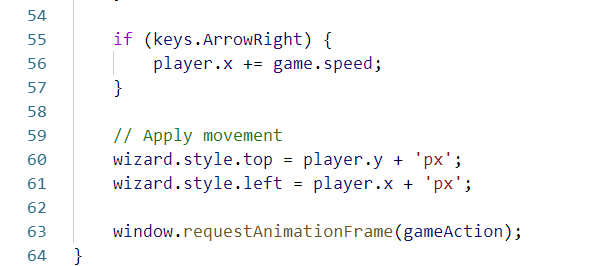 54
55 if (keys.ArrowRight) {
56 player.x += game.speed;
57 }
58
59 // Apply movement
60 wizard.style.top = player.y + 'px';
61 wizard.style.left = player.x + 'px';
62
63 window.requestAnimationFrame(gameAction);
64 }